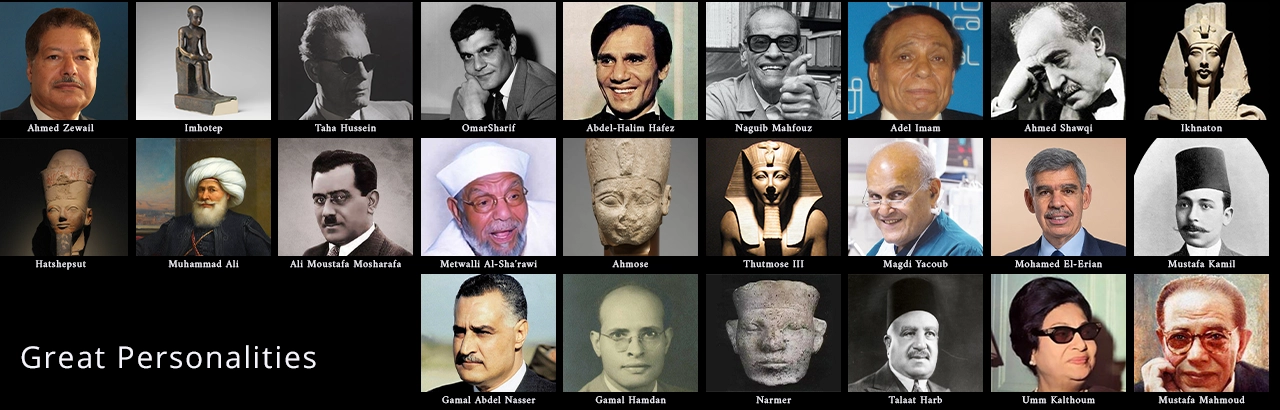 Ahmed Zewail
Imhotep
Taha Hussein
OmarSharif
Abdel-Halim Hafez
Naguib Mahfouz
Adel Imam
Ahmed Shawqi
Ikhnaton
Hatshepsut
Muhammad Ali
Ali Moustafa Mosharafa
Metwalli Al-Sha'rawi
Ahmose
Thutmose III
Magdi Yacoub
Mohamed El-Erian
Mustafa Kamil
Great Personalities
Gamal Abdel Nasser
Gamal Hamdan
Narmer
Talaat Harb
Umm Kalthoum
Mustafa Mahmoud